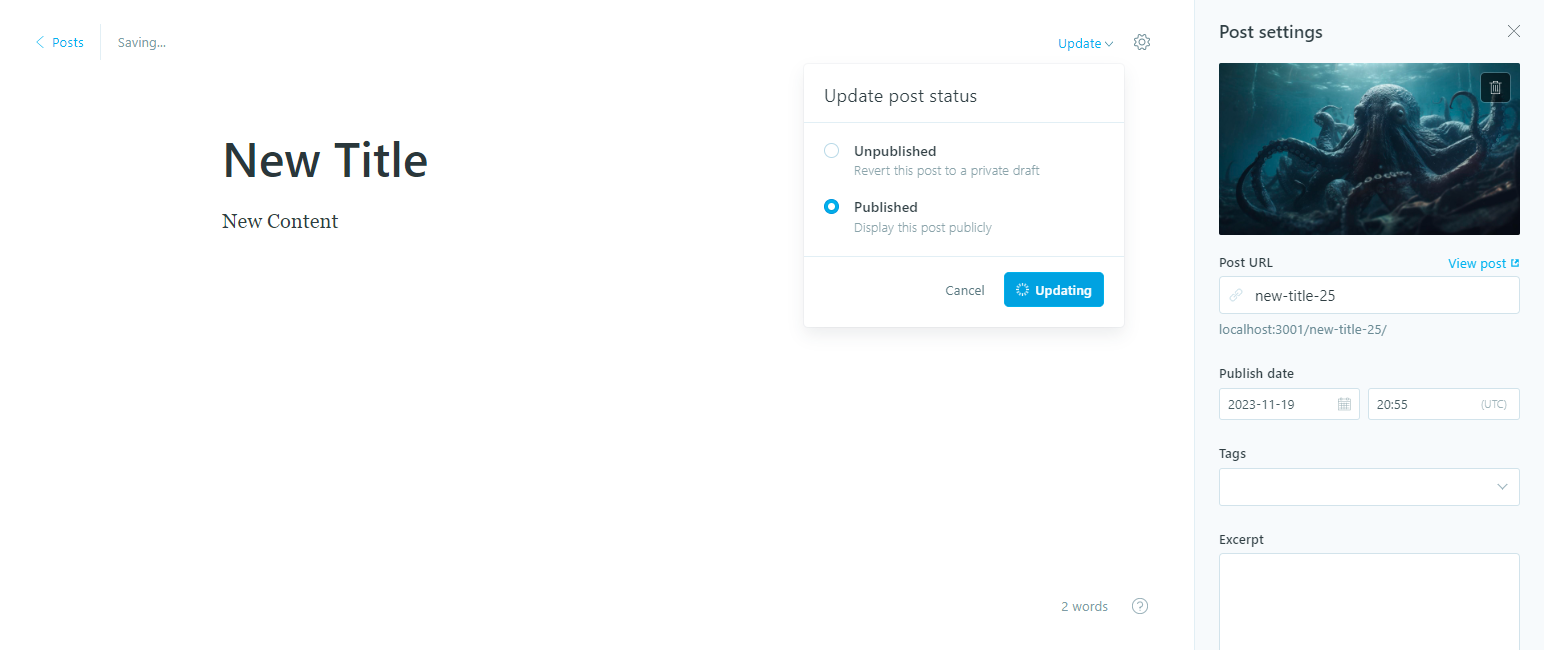 Posts
Saving...
Update
Update post status
Unpublished
Revert this post to a private draft
Published
Display this post publicly
Cancel
Updating
New Title
New Content
2 words
?
Post settings
Post URL
View post
new-title-25
localhost:3001/new-title-25/
Publish date
2023-11-19
20:55
(UTC)
Tags
Excerpt